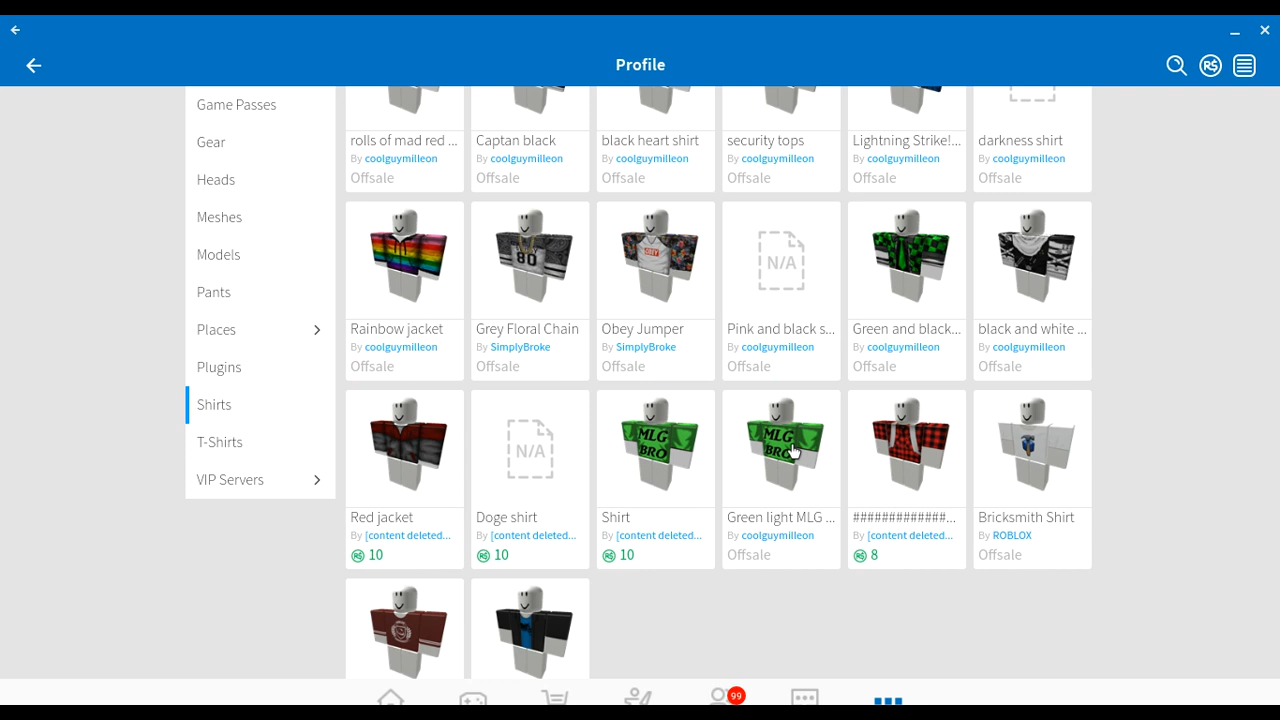 Profile
Game Passes
Gear
Heads
Meshes
Models
Pants
Places
Plugins
Shirts
T-Shirts
VIP Servers
rolls of mad red ...
By coolguymilleon
Offsale
Captan black
By coolguymilleon
Offsale
black heart shirt
By coolguymilleon
Offsale
security tops
By coolguymilleon
Offsale
Lightning Strike!...
By coolguymilleon
Offsale
darkness shirt
By coolguymilleon
Offsale
Rainbow jacket
By coolguymilleon
Offsale
80
Grey Floral Chain
By SimplyBroke
Offsale
OBEY
Obey Jumper
By SimplyBroke
Offsale
N/A
Pink and black s...
By coolguymilleon
Offsale
Green and black...
By coolguymilleon
Offsale
black and white ...
By coolguymilleon
Offsale
Red jacket
By [content deleted...
R$ 10
N/A
Doge shirt
By [content deleted...
R$ 10
MLG
BRO
Shirt
By [content deleted...
R$ 10
MLG
BRO
Green light MLG ...
By coolguymilleon
Offsale
#############...
By [content deleted...
R$ 8
Bricksmith Shirt
By ROBLOX
Offsale
99
R$